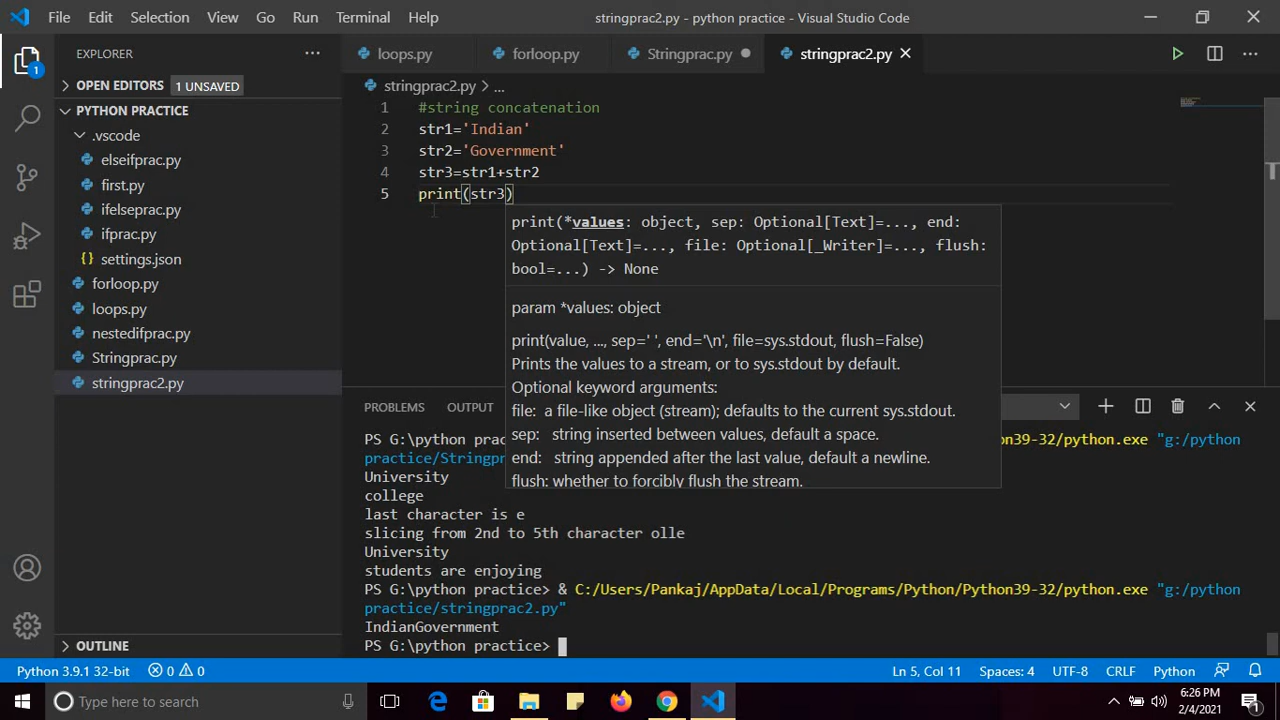 File Edit Selection View Go Run Terminal Help stringprac2.py - python practice - Visual Studio Code
EXPLORER
loops.py forloop.py Stringprac.py stringprac2.py
1
OPEN EDITORS 1 UNSAVED
stringprac2.py > ...
PYTHON PRACTICE
.vscode
elseifprac.py
first.py
ifelseprac.py
ifprac.py
settings.json
forloop.py
loops.py
nestedifprac.py
Stringprac.py
stringprac2.py
OUTLINE
1 #string concatenation
2 str1='Indian'
3 str2='Government'
4 str3=str1+str2
5 print(str3)
print(*values: object, sep: Optional[Text]=..., end:
Optional[Text]=..., file: Optional[_Writer]=..., flush:
bool=...) -> None
param *values: object
print(value, ..., sep=' ', end='\n', file=sys.stdout, flush=False)
Prints the values to a stream, or to sys.stdout by default.
Optional keyword arguments:
file: a file-like object (stream); defaults to the current sys.stdout.
sep: string inserted between values, default a space.
end: string appended after the last value, default a newline.
flush: whether to forcibly flush the stream.
PROBLEMS OUTPUT
PS G:\python prac on39-32/python.exe "g:/python
practice/Stringpr
University
college
last character is e
slicing from 2nd to 5th character olle
University
students are enjoying
PS G:\python practice> & C:/Users/Pankaj/AppData/Local/Programs/Python/Python39-32/python.exe "g:/python
practice/stringprac2.py"
IndianGovernment
PS G:\python practice>
Python 3.9.1 32-bit 0 0 Ln 5, Col 11 Spaces: 4 UTF-8 CRLF Python
Type here to search
6:26 PM
2/4/2021
1